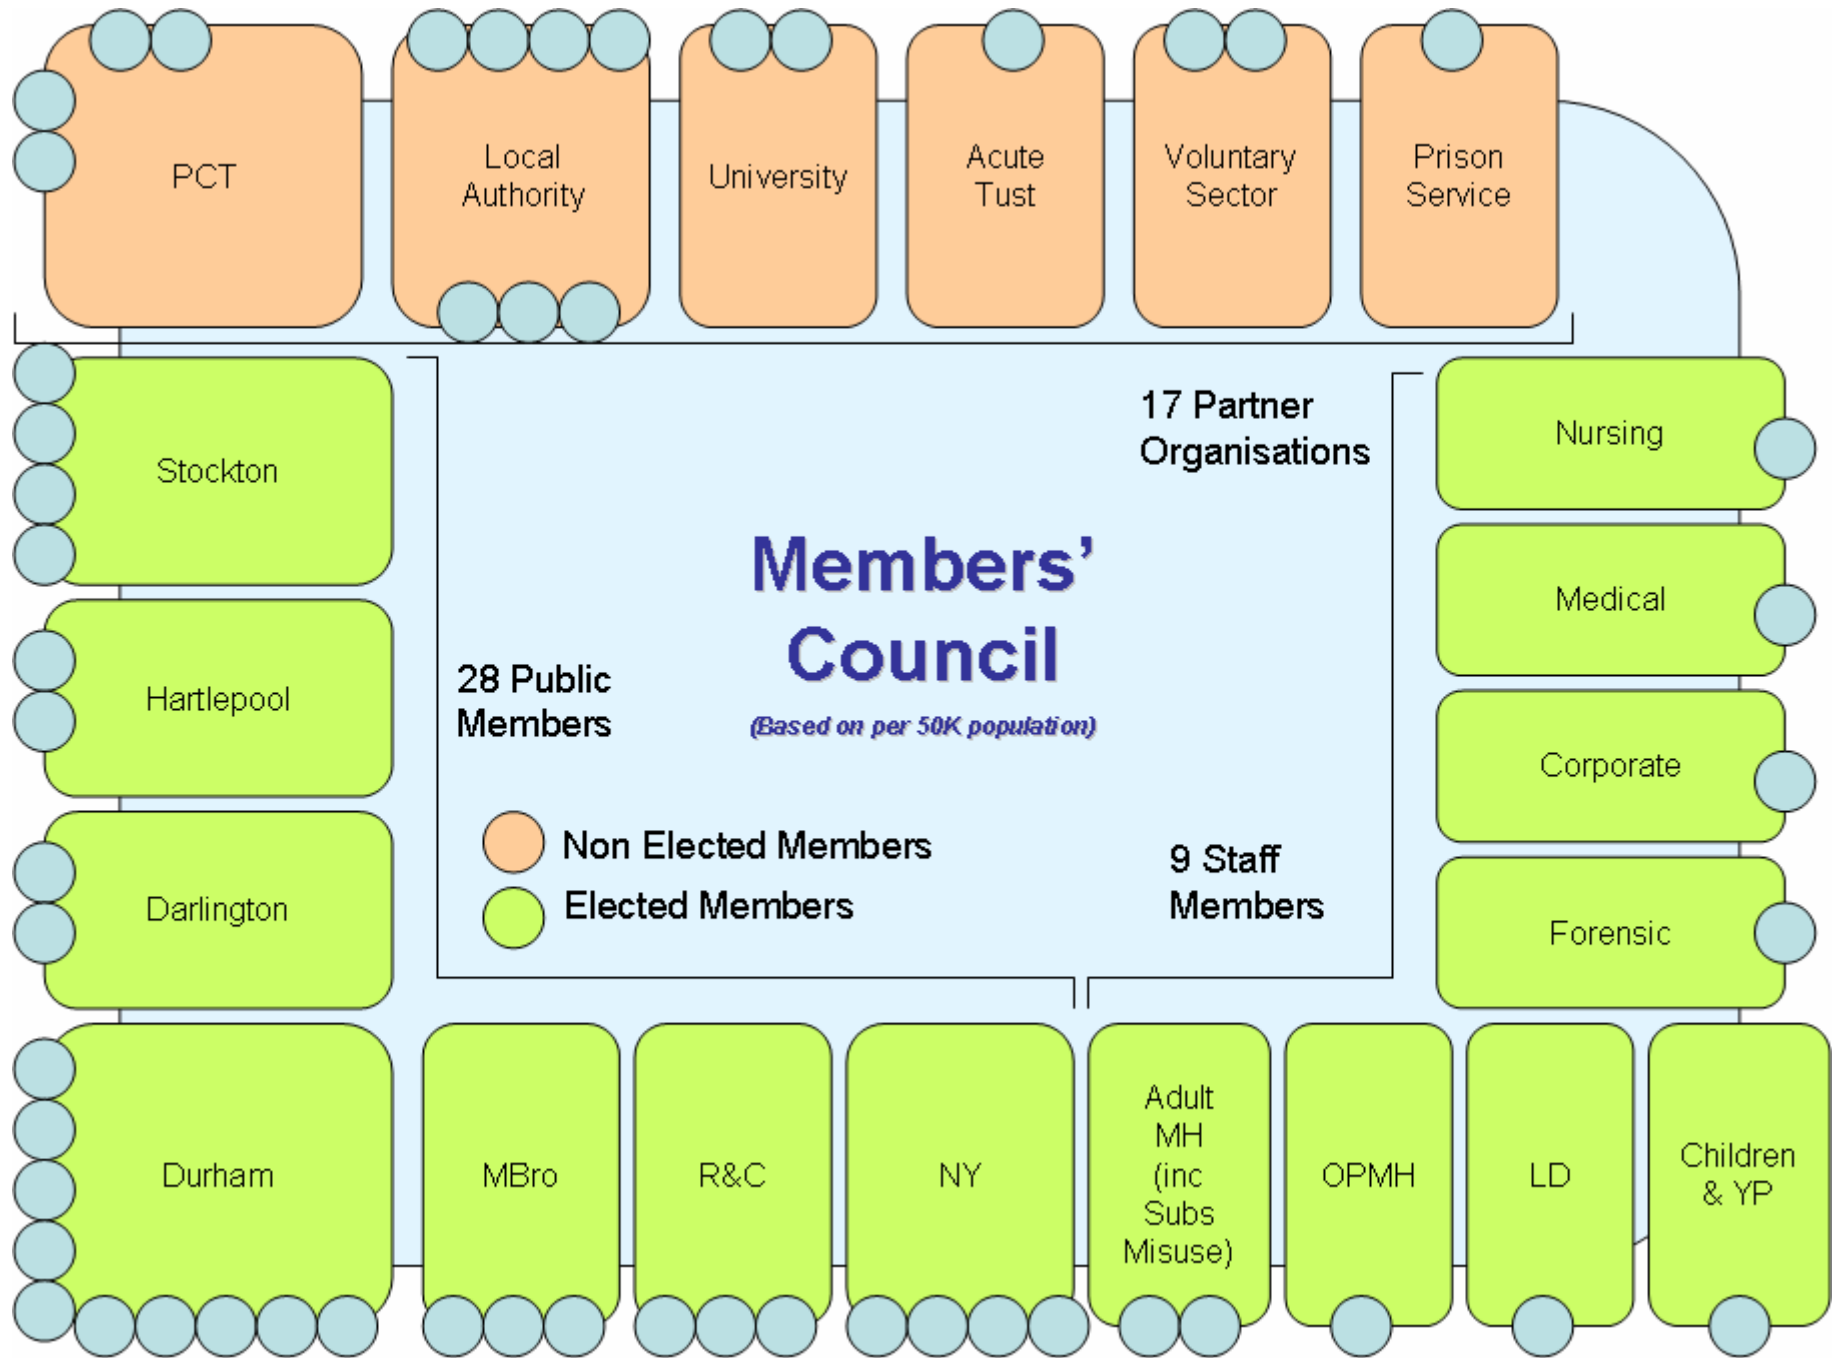 PCT
Local
Authority
University
Acute
Tust
Voluntary
Sector
Prison
Service
17 Partner
Organisations
Stockton
Nursing
Members’
Council
(Based on per 50K population)
Medical
28 Public
Members
Hartlepool
Corporate
Non Elected Members
Elected Members
9 Staff
Members
Darlington
Forensic
Durham
MBro
R&C
NY
Adult
MH
(inc
Subs
Misuse)
OPMH
LD
Children
& YP